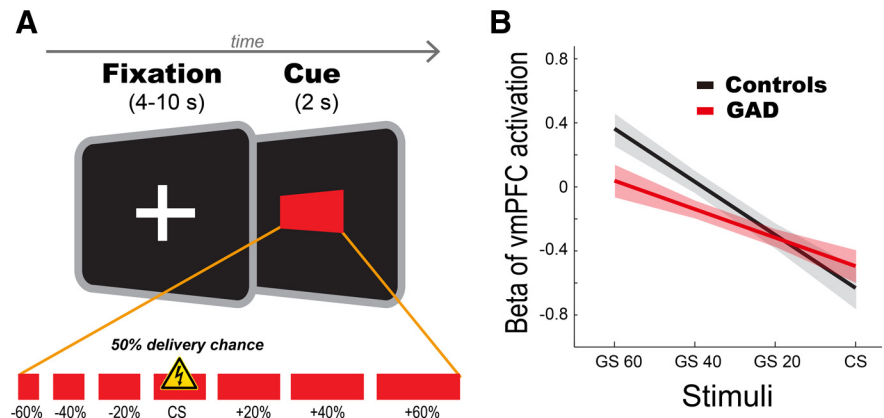 A
time
Fixation
(4-10 s)
Cue
(2 s)
50% delivery chance
-60% -40% -20% CS +20% +40% +60%
B
Beta of vmPFC activation
0.8
0.4
0
-0.4
-0.8
Controls
GAD
GS 60 GS 40 GS 20 CS
Stimuli